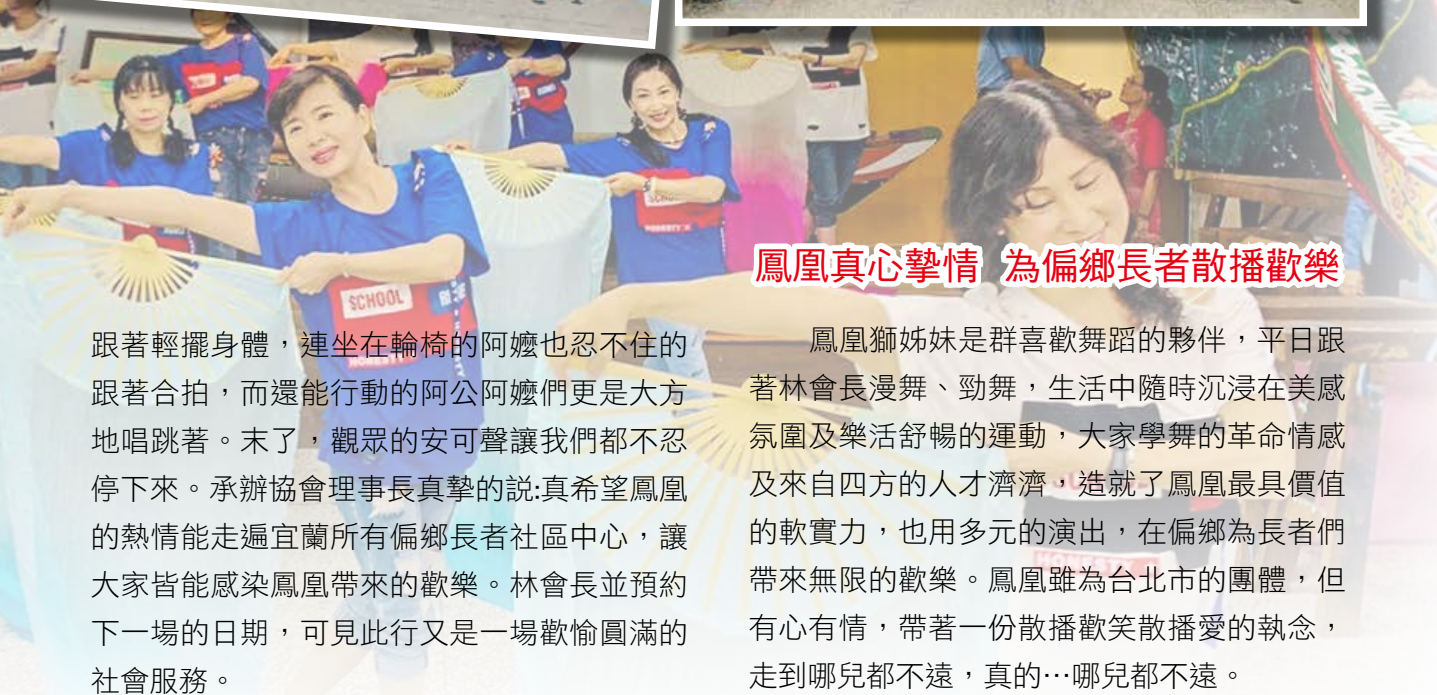 跟著輕擺身體，連坐在輪椅的阿嬤也忍不住的
跟著合拍，而還能行動的阿公阿嬤們更是大方
地唱跳著。末了，觀眾的安可聲讓我們都不忍
停下來。承辦協會理事長真摯的說:真希望鳳凰
的熱情能走遍宜蘭所有偏鄉長者社區中心，讓
大家皆能感染鳳凰帶來的歡樂。林會長並預約
下一場的日期，可見此行又是一場歡愉圓滿的
社會服務。
鳳凰真心摯情 為偏鄉長者散播歡樂
鳳凰獅姊妹是群喜歡舞蹈的夥伴，平日跟
著林會長漫舞、勁舞，生活中隨時沉浸在美感
氛圍及樂活舒暢的運動，大家學舞的革命情感
及來自四方的人才濟濟，造就了鳳凰最具價值
的軟實力，也用多元的演出，在偏鄉為長者們
帶來無限的歡樂。鳳凰雖為台北市的團體，但
有心有情，帶著一份散播歡笑散播愛的執念，
走到哪兒都不遠，真的…哪兒都不遠。
SCHOOL
HONESTY